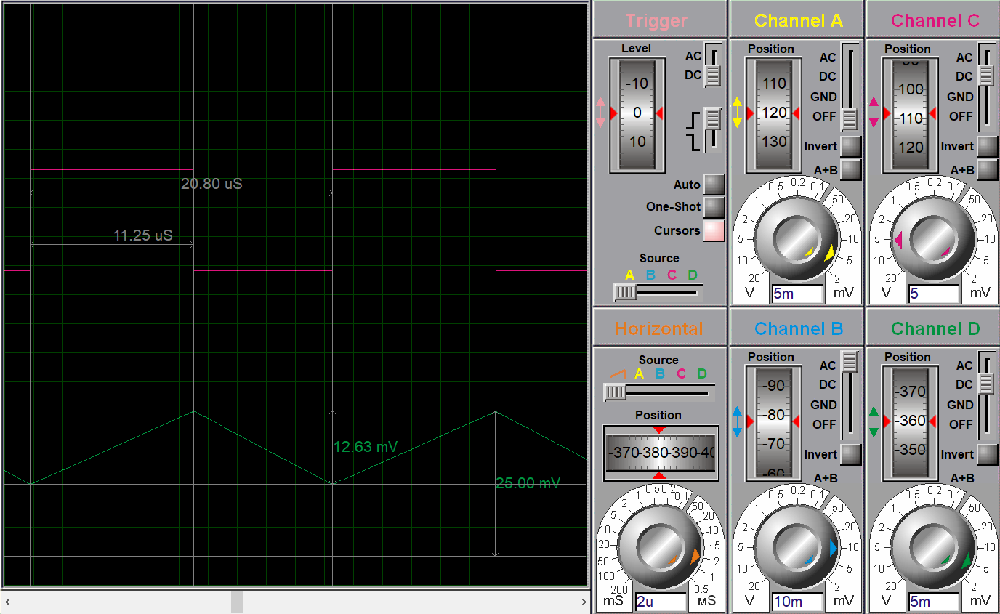 20.80 uS
11.25 uS
12.63 mV
25.00 mV
Trigger
Level
-10
0
10
AC
DC
Auto
One-Shot
Cursors
Source
A B C D
Channel A
Position
110
120
130
AC
DC
GND
OFF
Invert
A+B
0.5 0.2 0.1
1 50
2 20
5 10
10 5
20 2
V 5m mV
Channel C
Position
90
100
110
120
AC
DC
GND
OFF
Invert
A+B
0.5 0.2 0.1
1 50
2 20
5 10
10 5
20 2
V 5 mV
Horizontal
Source
A B C D
Position
-370 -380 -390 -40
1 0.5 0.2 0.1
2 50
5 20
10 10
20 5
50 2
100 1
200 0.5
mS 2u мS
Channel B
Position
-90
-80
-70
-60
AC
DC
GND
OFF
Invert
A+B
0.5 0.2 0.1
1 50
2 20
5 10
10 5
20 2
V 10m mV
Channel D
Position
-370
-360
-350
AC
DC
GND
OFF
Invert
A+B
0.5 0.2 0.1
1 50
2 20
5 10
10 5
20 2
V 5m mV